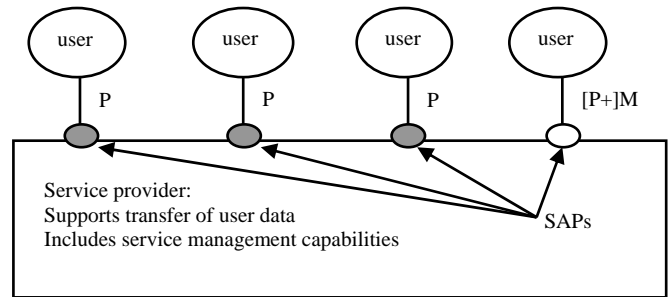 user user user user
P P P [P+]M
Service provider:
Supports transfer of user data
Includes service management capabilities
SAPs